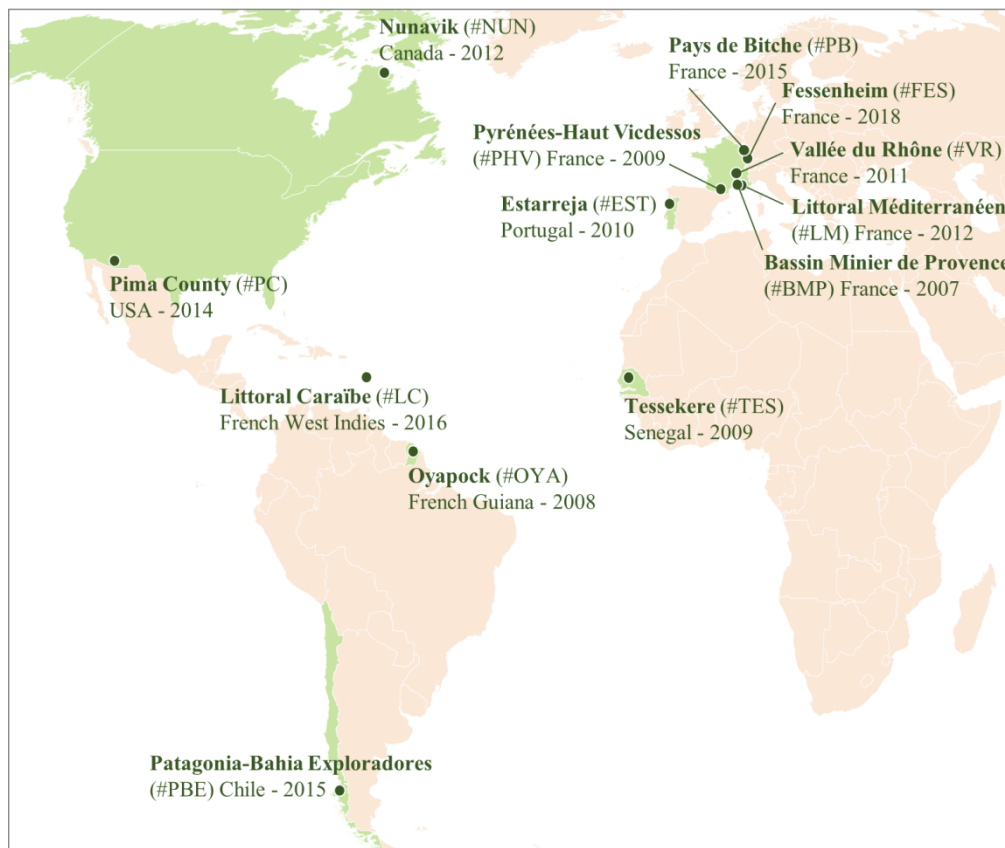 Nunavik (#NUN)
Canada - 2012
Pays de Bitche (#PB)
France - 2015
Fessenheim (#FES)
France - 2018
Pyrénées-Haut Vicdessos
(#PHV) France - 2009
Vallée du Rhône (#VR)
France - 2011
Estarreja (#EST)
Portugal - 2010
Littoral Méditerranéen
(#LM) France - 2012
Bassin Minier de Provence
(#BMP) France - 2007
Pima County (#PC)
USA - 2014
Littoral Caraïbe (#LC)
French West Indies - 2016
Tessekere (#TES)
Senegal - 2009
Oyapock (#OYA)
French Guiana - 2008
Patagonia-Bahia Exploradores
(#PBE) Chile - 2015